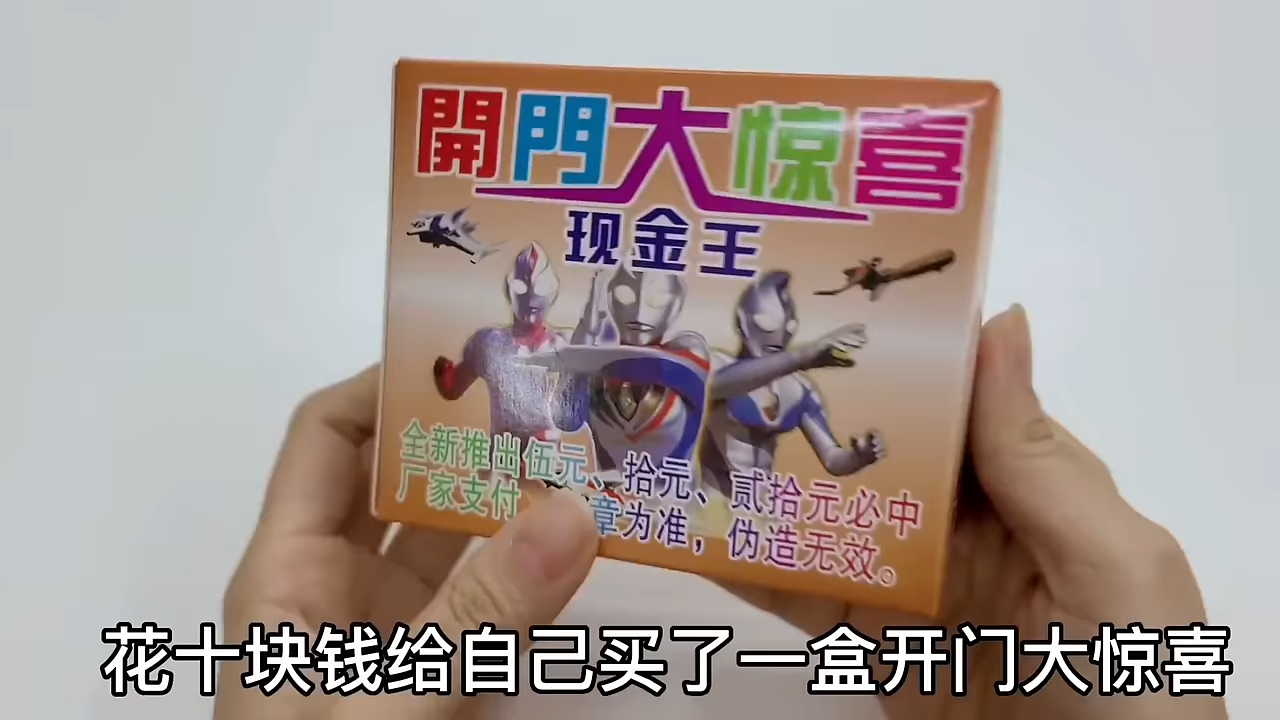 開門大惊喜
现金王
全新推出伍元、拾元、贰拾元必中
厂家支付 章为准，伪造无效。
花十块钱给自己买了一盒开门大惊喜